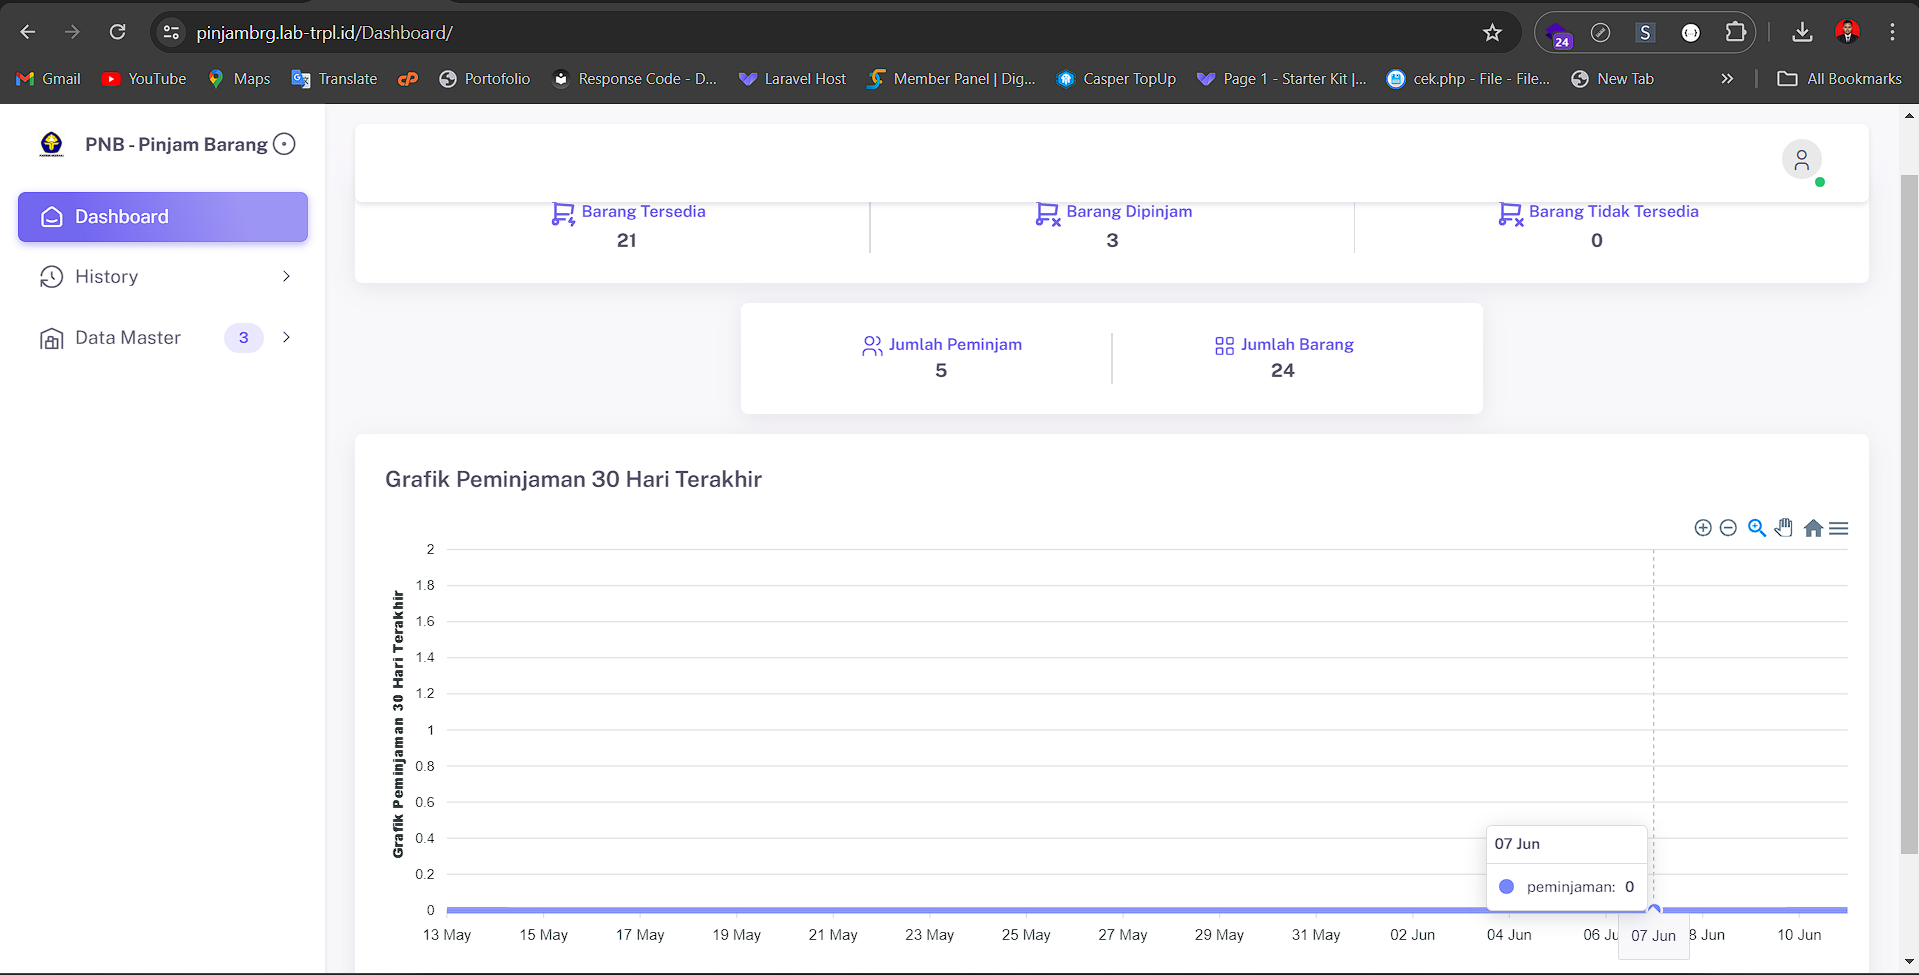 pinjambrg.lab-trpl.id/Dashboard/
24
S
Gmail YouTube Maps Translate cP Portofolio Response Code - D... Laravel Host Member Panel | Dig... Casper TopUp Page 1 - Starter Kit |... cek.php - File - File... New Tab » All Bookmarks
PNB - Pinjam Barang
Dashboard
History
Data Master 3
Barang Tersedia
21
Barang Dipinjam
3
Barang Tidak Tersedia
0
Jumlah Peminjam
5
Jumlah Barang
24
Grafik Peminjaman 30 Hari Terakhir
Grafik Peminjaman 30 Hari Terakhir
2
1.8
1.6
1.4
1.2
1
0.8
0.6
0.4
0.2
0
07 Jun
peminjaman: 0
13 May 15 May 17 May 19 May 21 May 23 May 25 May 27 May 29 May 31 May 02 Jun 04 Jun 06 Ju 07 Jun 8 Jun 10 Jun